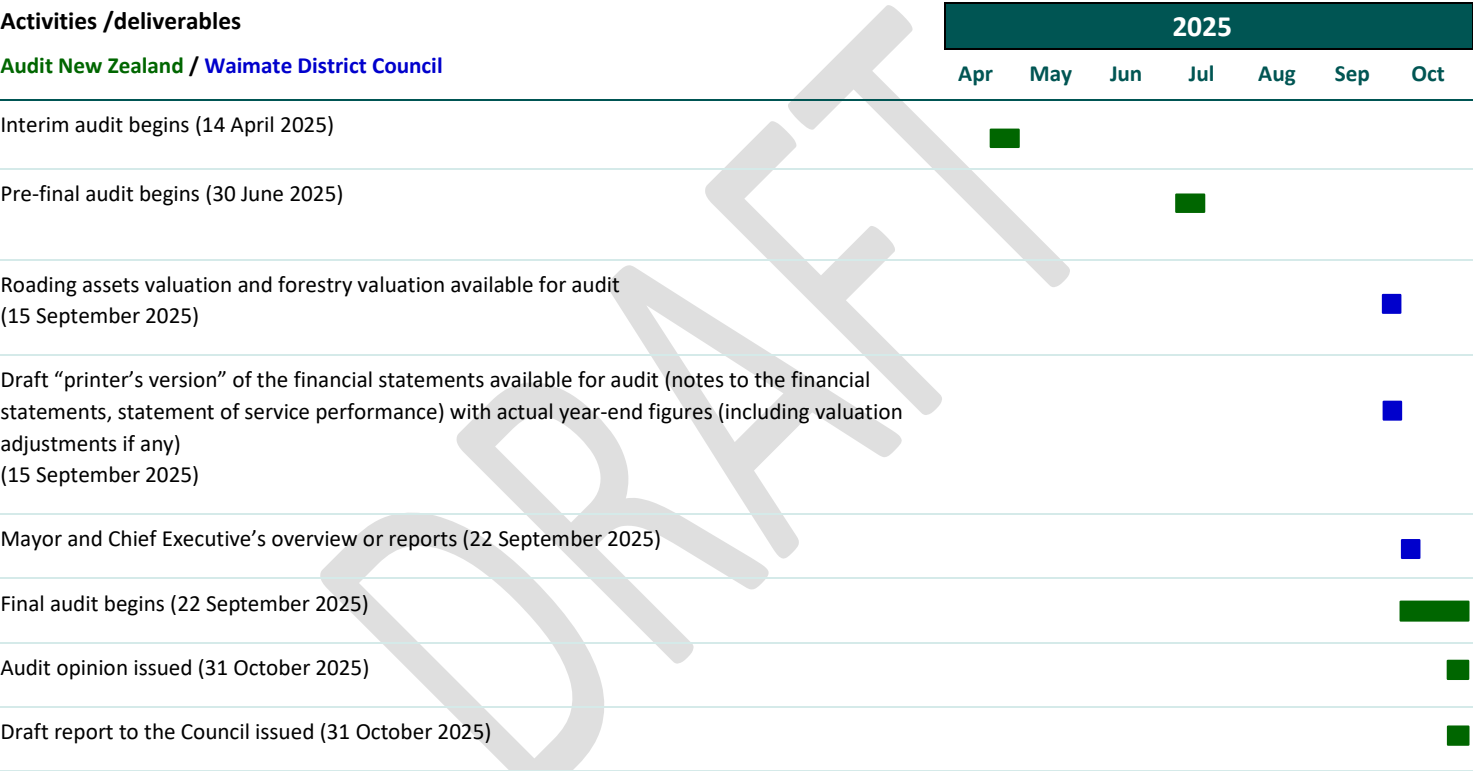 Activities /deliverables
2025
Audit New Zealand / Waimate District Council
Apr May Jun Jul Aug Sep Oct
Interim audit begins (14 April 2025)
Pre-final audit begins (30 June 2025)
Roading assets valuation and forestry valuation available for audit
(15 September 2025)
Draft “printer’s version” of the financial statements available for audit (notes to the financial
statements, statement of service performance) with actual year-end figures (including valuation
adjustments if any)
(15 September 2025)
Mayor and Chief Executive’s overview or reports (22 September 2025)
Final audit begins (22 September 2025)
Audit opinion issued (31 October 2025)
Draft report to the Council issued (31 October 2025)
DRAFT